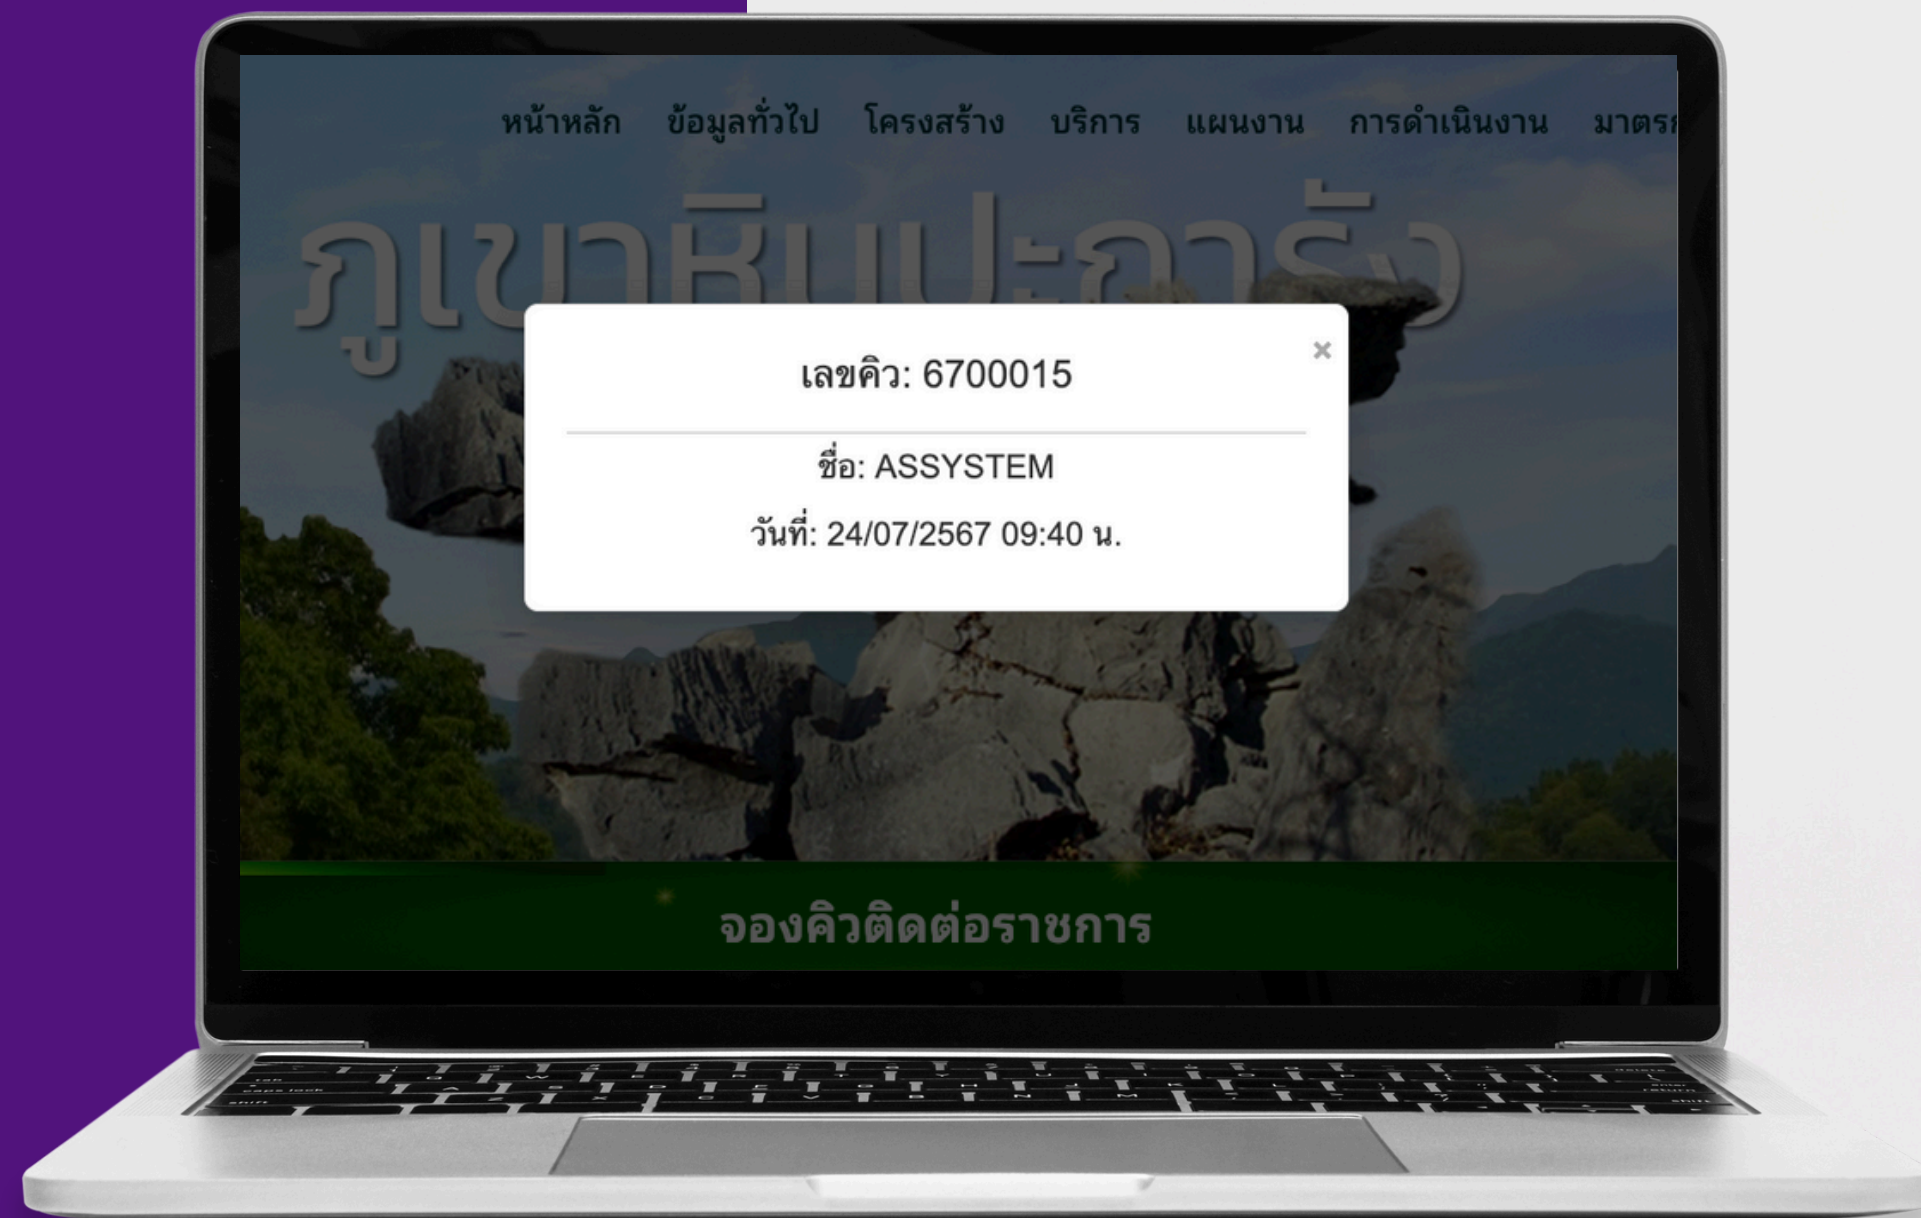 หน้าหลัก ข้อมูลทั่วไป โครงสร้าง บริการ แผนงาน การดำเนินงาน
ภูเขาหินปะการัง
×
เลขคิว: 6700015
ชื่อ: ASSYSTEM
วันที่: 24/07/2567 09:40 น.
จองคิวติดต่อราชการ